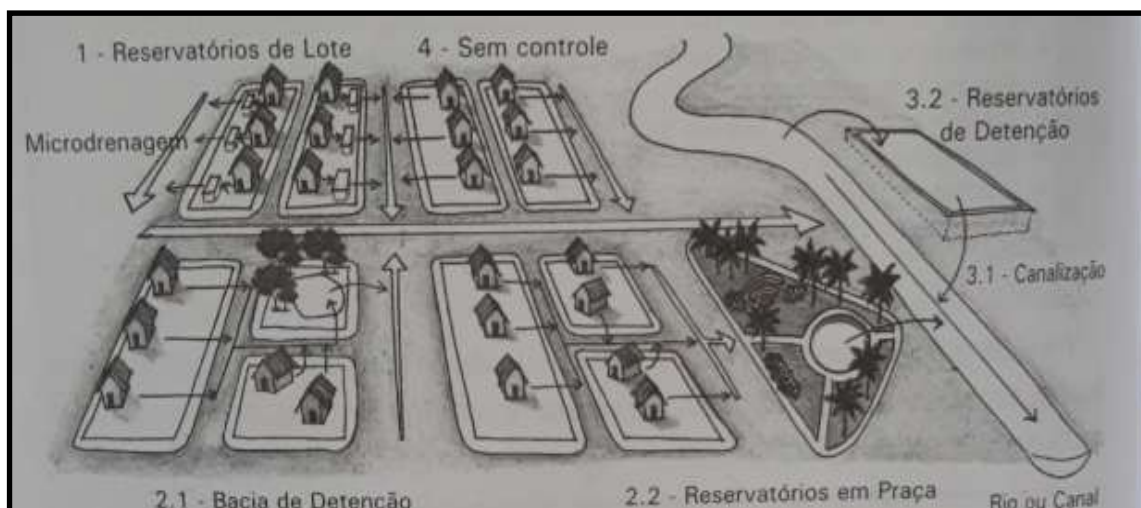 1 - Reservatórios de Lote
4 - Sem controle
3.2 - Reservatórios
de Detenção
Microdrenagem
3.1 - Canalização
2.1 - Bacia de Detenção
2.2 - Reservatórios em Praça
Rio ou Canal